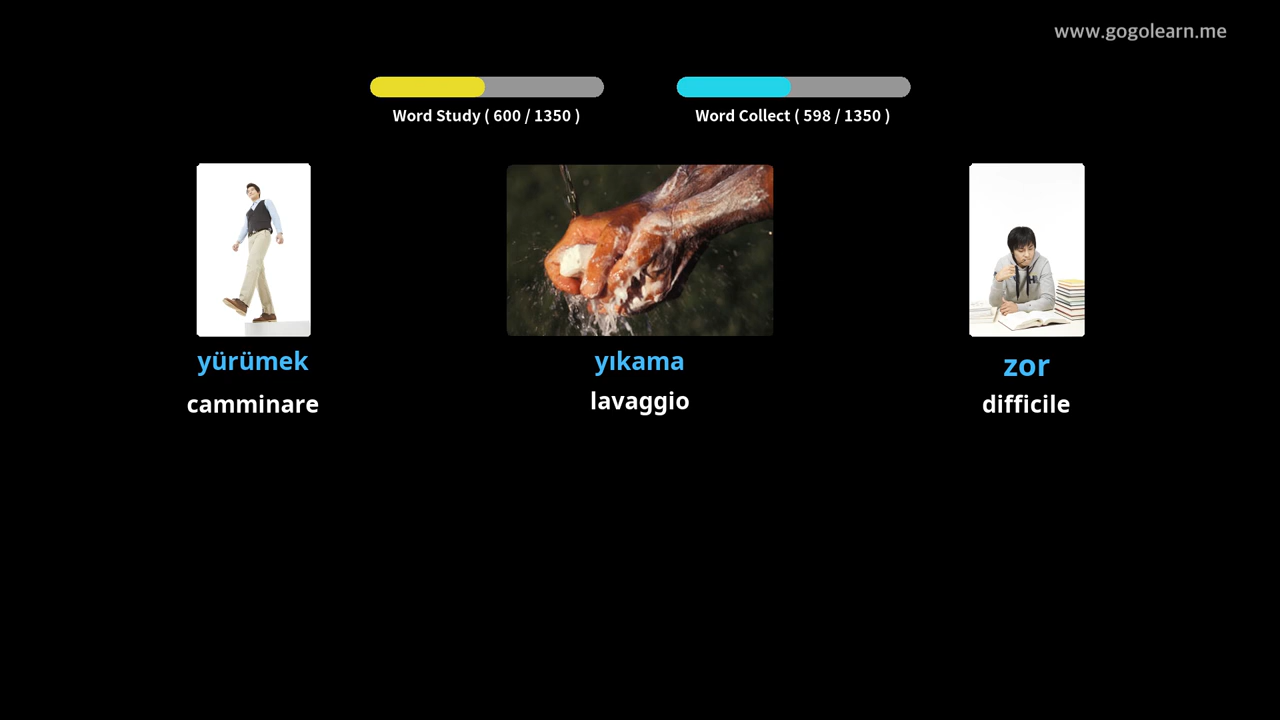 www.gogolearn.me
Word Study ( 600 / 1350 )
Word Collect ( 598 / 1350 )
yürümek
yıkama
zor
camminare
lavaggio
difficile